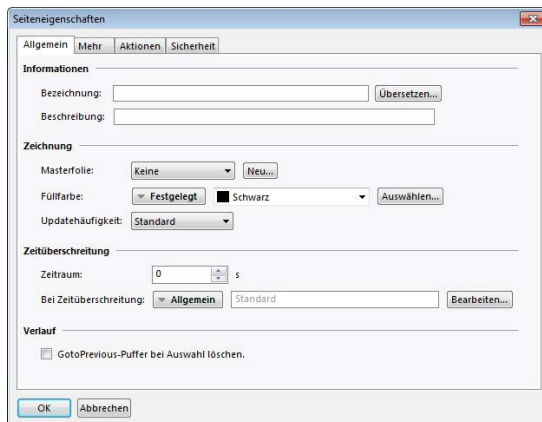 Seiteneigenschaften
Allgemein Mehr Aktionen Sicherheit
Informationen
Bezeichnung: Übersetzen...
Beschreibung:
Zeichnung
Masterfolie: Keine Neu...
Füllfarbe: Festgelegt Schwarz Auswählen...
Updatehäufigkeit: Standard
Zeitüberschreitung
Zeitraum: 0 s
Bei Zeitüberschreitung: Allgemein Standard Bearbeiten...
Verlauf
GotoPrevious-Puffer bei Auswahl löschen.
OK Abbrechen